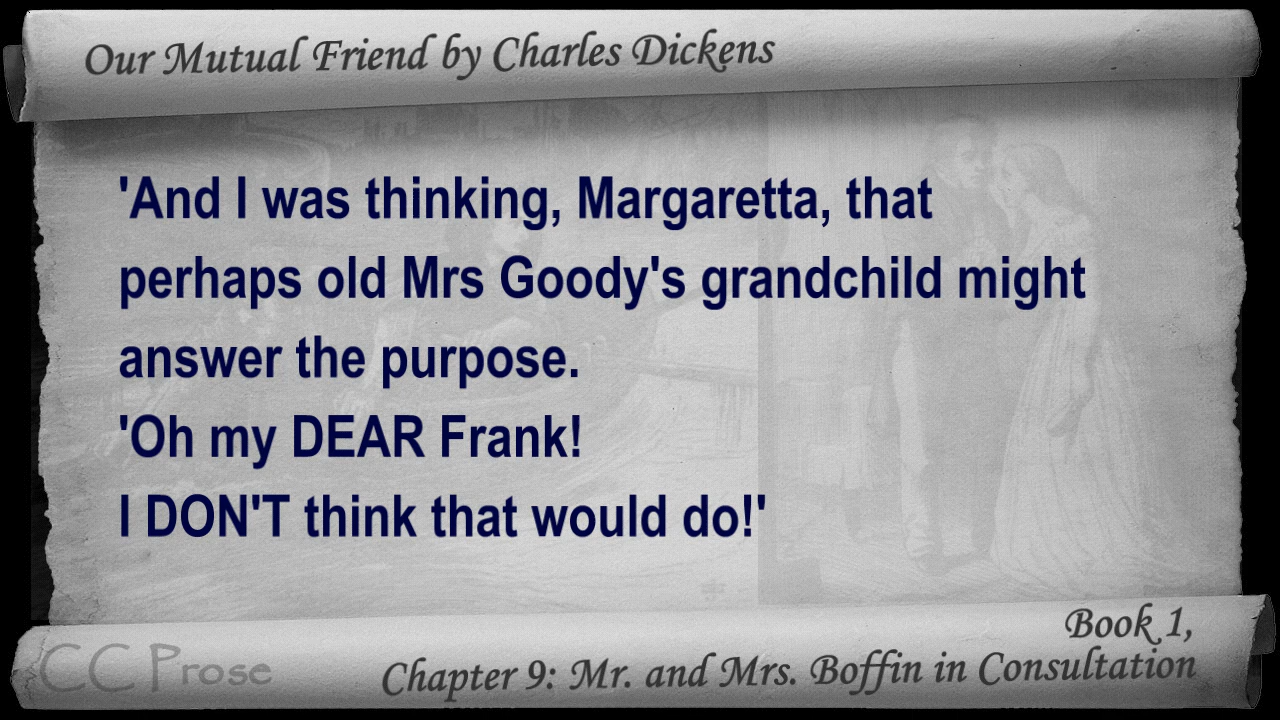 Our Mutual Friend by Charles Dickens
'And I was thinking, Margaretta, that
perhaps old Mrs Goody's grandchild might
answer the purpose.
'Oh my DEAR Frank!
I DON'T think that would do!'
Book 1,
Chapter 9: Mr. and Mrs. Boffin in Consultation
CC Prose